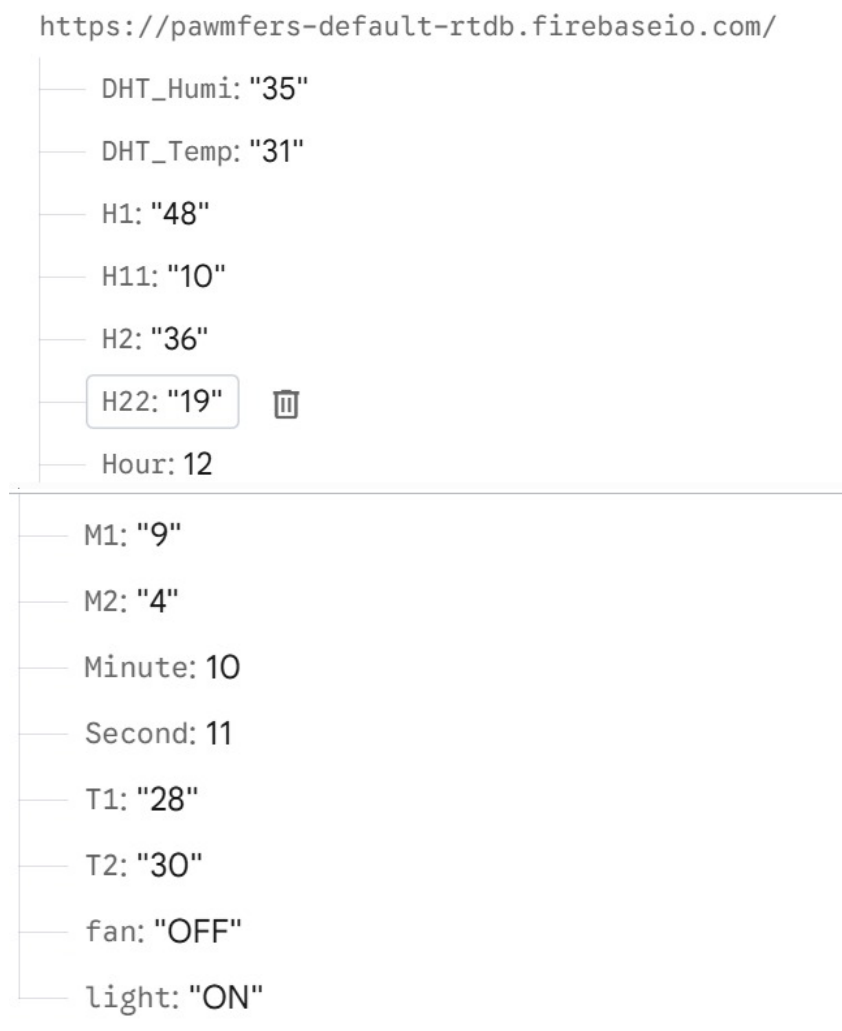 https://pawmfers-default-rtdb.firebaseio.com/
DHT_Humi: "35"
DHT_Temp: "31"
H1: "48"
H11: "10"
H2: "36"
H22: "19"
Hour: 12
M1: "9"
M2: "4"
Minute: 10
Second: 11
T1: "28"
T2: "30"
fan: "OFF"
light: "ON"